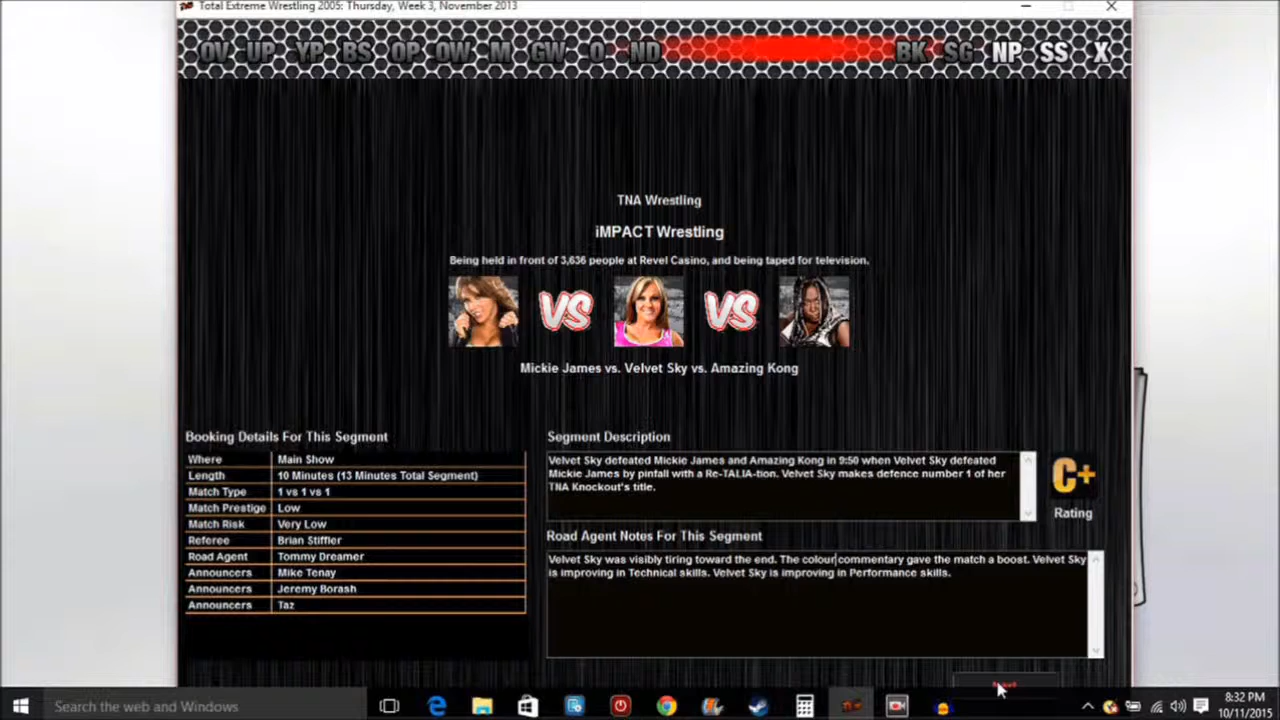 Total Extreme Wrestling 2005: Thursday, Week 3, November 2013
OV UP YP BS OP OW M GW O ND BK SG NP SS X
TNA Wrestling
iMPACT Wrestling
Being held in front of 3,636 people at Revel Casino, and being taped for television.
VS VS
Mickie James vs. Velvet Sky vs. Amazing Kong
Booking Details For This Segment
Where Main Show
Length 10 Minutes (13 Minutes Total Segment)
Match Type 1 vs 1 vs 1
Match Prestige Low
Match Risk Very Low
Referee Brian Stiffler
Road Agent Tommy Dreamer
Announcers Mike Tenay
Announcers Jeremy Borash
Announcers Taz
Segment Description
Velvet Sky defeated Mickie James and Amazing Kong in 9:50 when Velvet Sky defeated
Mickie James by pinfall with a Re-TALIA-tion. Velvet Sky makes defence number 1 of her
TNA Knockout's title.
C+
Rating
Road Agent Notes For This Segment
Velvet Sky was visibly tiring toward the end. The colour commentary gave the match a boost. Velvet Sky
is improving in Technical skills. Velvet Sky is improving in Performance skills.
Search the web and Windows
8:32 PM
10/11/2015